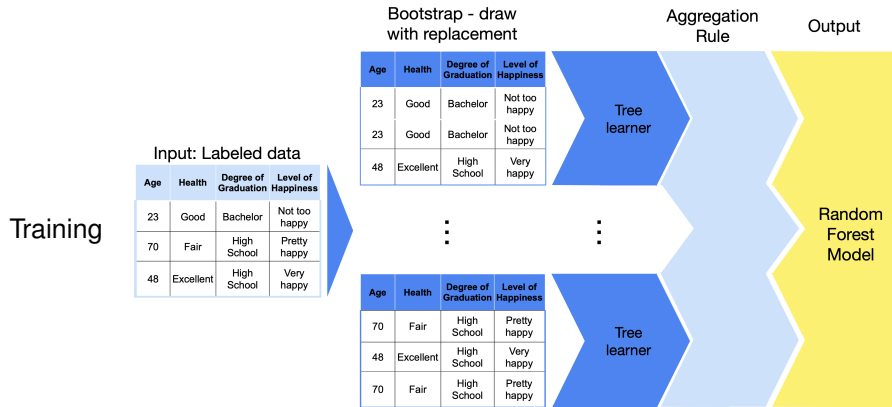 Bootstrap - draw
with replacement
Aggregation
Rule
Output
Age Health Degree of Graduation Level of Happiness
23 Good Bachelor Not too happy
23 Good Bachelor Not too happy
48 Excellent High School Very happy
Tree
learner
Input: Labeled data
Age Health Degree of Graduation Level of Happiness
23 Good Bachelor Not too happy
70 Fair High School Pretty happy
48 Excellent High School Very happy
Training
Random
Forest
Model
Age Health Degree of Graduation Level of Happiness
70 Fair High School Pretty happy
48 Excellent High School Very happy
70 Fair High School Pretty happy
Tree
learner